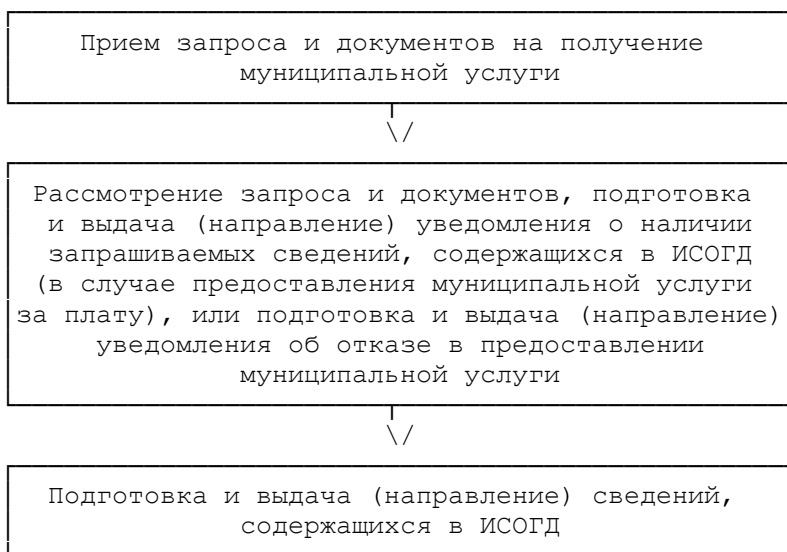 Прием запроса и документов на получение
муниципальной услуги
\/
Рассмотрение запроса и документов, подготовка
и выдача (направление) уведомления о наличии
запрашиваемых сведений, содержащихся в ИСОГД
(в случае предоставления муниципальной услуги
за плату), или подготовка и выдача (направление)
уведомления об отказе в предоставлении
муниципальной услуги
\/
Подготовка и выдача (направление) сведений,
содержащихся в ИСОГД